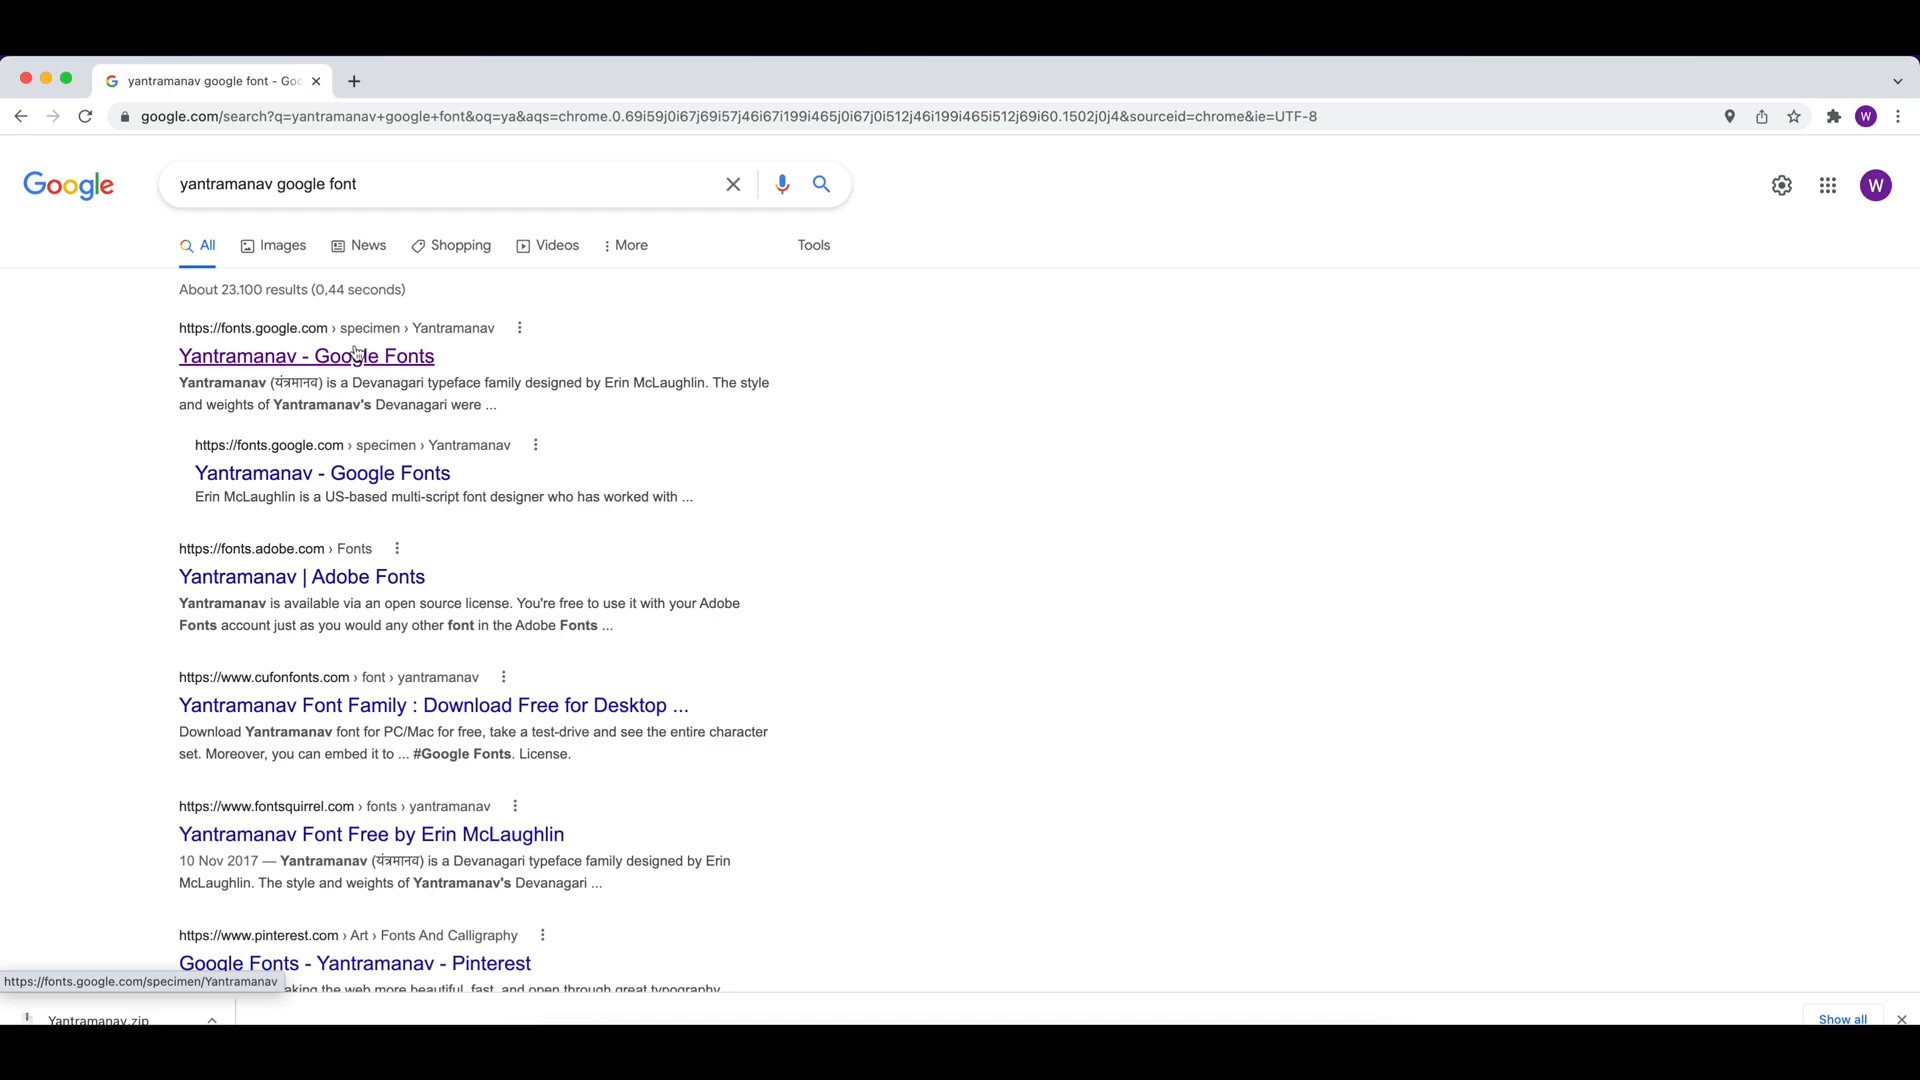 yantramanav google font - Goo
google.com/search?q=yantramanav+google+font&oq=ya&aqs=chrome.0.69i59j0i67j69i57j46i67i199i465j0i67j0i512j46i199i465i512j69i60.1502j0j4&sourceid=chrome&ie=UTF-8
W
Google
yantramanav google font
W
All
Images
News
Shopping
Videos
More
Tools
About 23.100 results (0,44 seconds)
https://fonts.google.com › specimen › Yantramanav
Yantramanav - Google Fonts
Yantramanav (यंत्रमानव) is a Devanagari typeface family designed by Erin McLaughlin. The style
and weights of Yantramanav's Devanagari were ...
https://fonts.google.com › specimen › Yantramanav
Yantramanav - Google Fonts
Erin McLaughlin is a US-based multi-script font designer who has worked with ...
https://fonts.adobe.com › Fonts
Yantramanav | Adobe Fonts
Yantramanav is available via an open source license. You're free to use it with your Adobe
Fonts account just as you would any other font in the Adobe Fonts ...
https://www.cufonfonts.com › font › yantramanav
Yantramanav Font Family : Download Free for Desktop ...
Download Yantramanav font for PC/Mac for free, take a test-drive and see the entire character
set. Moreover, you can embed it to ... #Google Fonts. License.
https://www.fontsquirrel.com › fonts › yantramanav
Yantramanav Font Free by Erin McLaughlin
10 Nov 2017 — Yantramanav (यंत्रमानव) is a Devanagari typeface family designed by Erin
McLaughlin. The style and weights of Yantramanav's Devanagari ...
https://www.pinterest.com › Art › Fonts And Calligraphy
Google Fonts - Yantramanav - Pinterest
https://fonts.google.com/specimen/Yantramanav
the web more beautiful, fast, and open through great typography
Yantramanav.zip
Show all